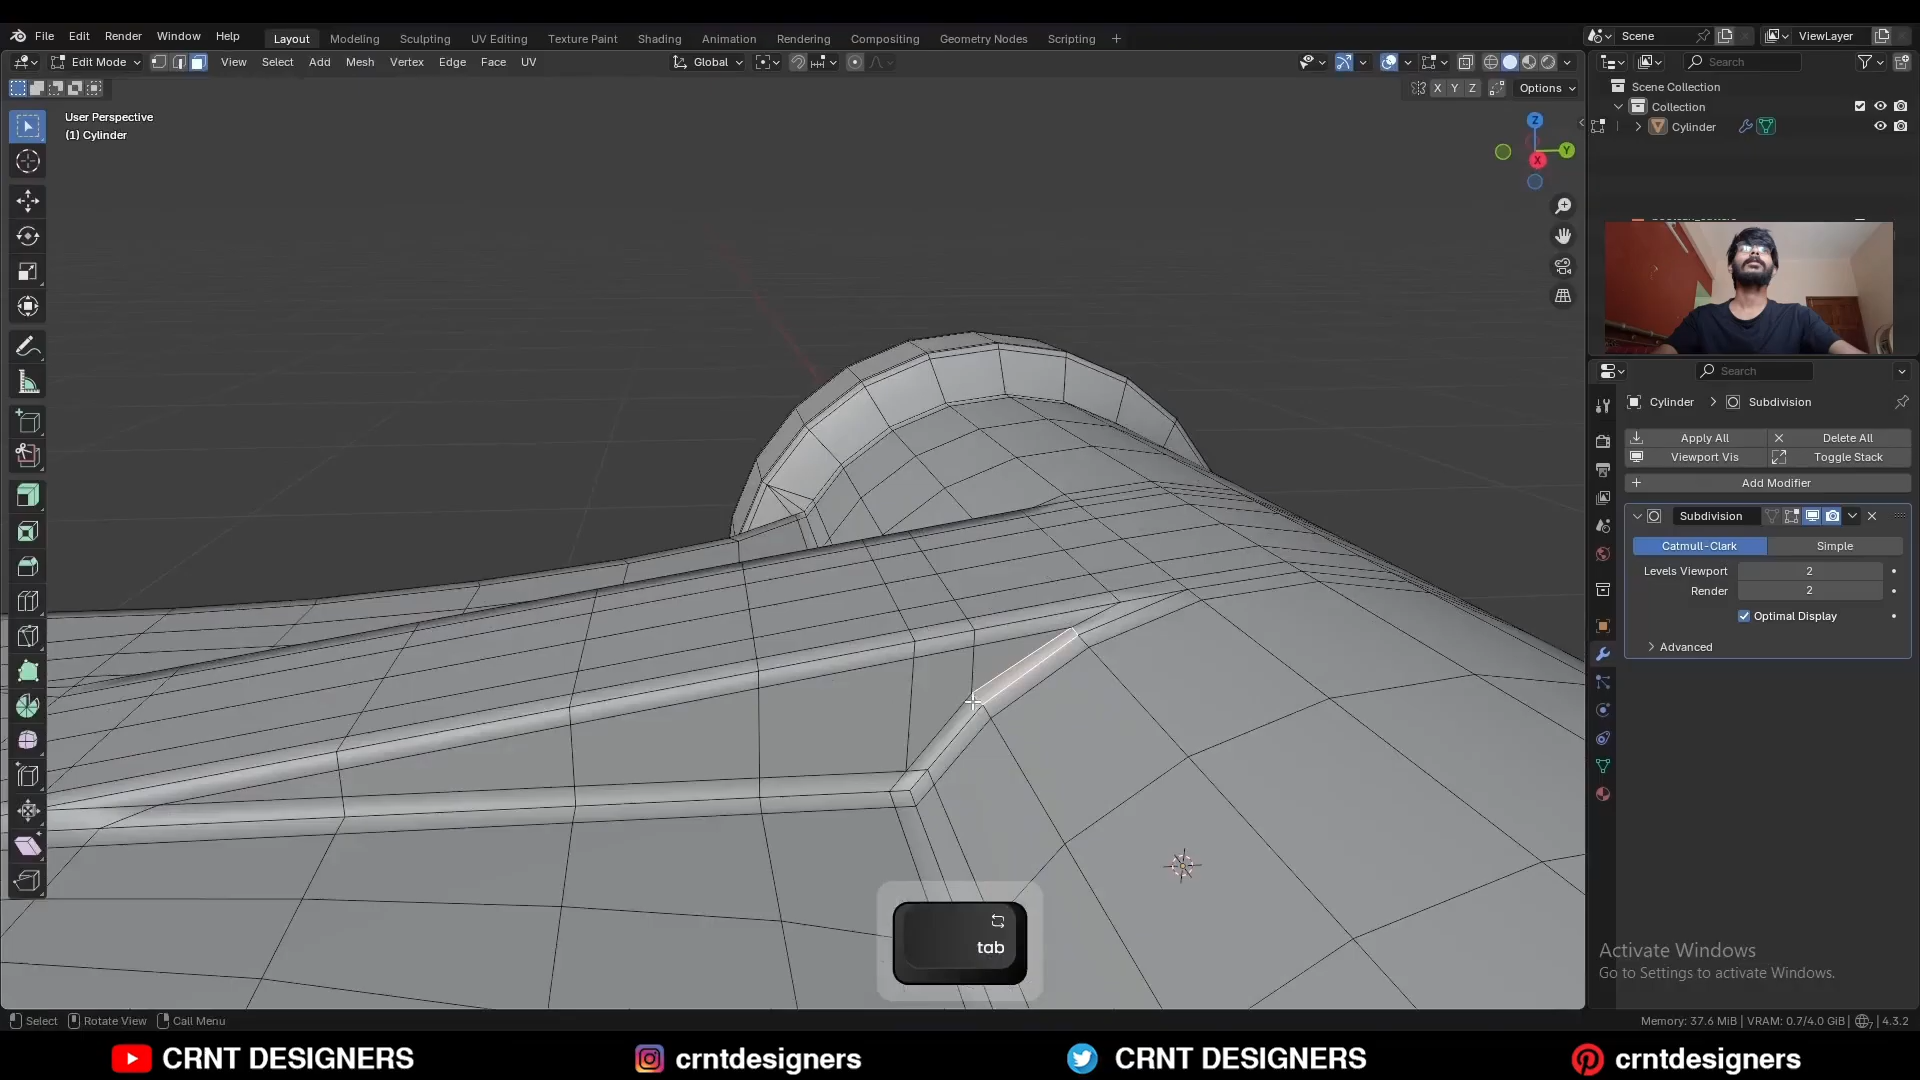 File Edit Render Window Help Layout Modeling Sculpting UV Editing Texture Paint Shading Animation Rendering Compositing Geometry Nodes Scripting + Scene ViewLayer
Edit Mode View Select Add Mesh Vertex Edge Face UV Global Search
X Y Z Options
User Perspective
(1) Cylinder
Z
Y
X
Scene Collection
Collection
Cylinder
Search
Cylinder > Subdivision
Apply All Delete All
Viewport Vis Toggle Stack
+ Add Modifier
Subdivision
Catmull-Clark Simple
Levels Viewport 2
Render 2
Optimal Display
Advanced
tab
Activate Windows
Go to Settings to activate Windows.
Select Rotate View Call Menu Memory: 37.6 MiB | VRAM: 0.7/4.0 GiB | 4.3.2
CRNT DESIGNERS crntdesigners CRNT DESIGNERS crntdesigners